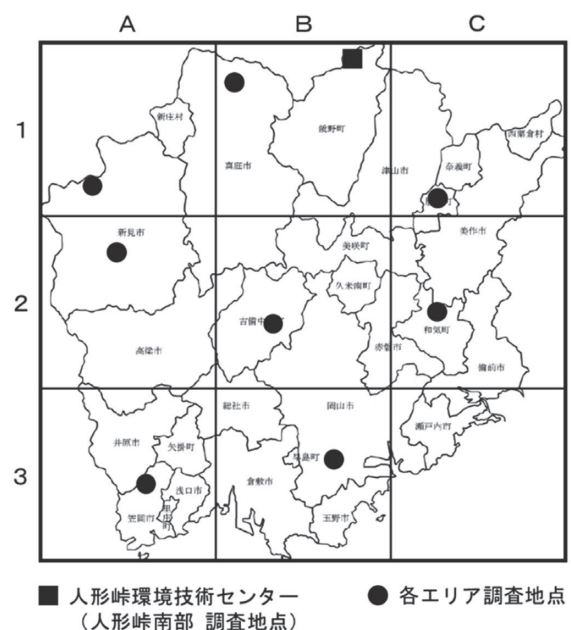 A B C
1
新庄村
鏡野町
西粟倉村
真庭市
津山市
奈義町
新見市
美咲町
美作市
2
久米南町
吉備中
和気町
高梁市
赤磐市
備前市
総社市
岡山市
瀬戸内市
井原市
矢掛町
早島町
3
浅口市
倉敷市
笠岡市
里庄町
玉野市
■ 人形峠環境技術センター
(人形峠南部 調査地点)
● 各エリア調査地点